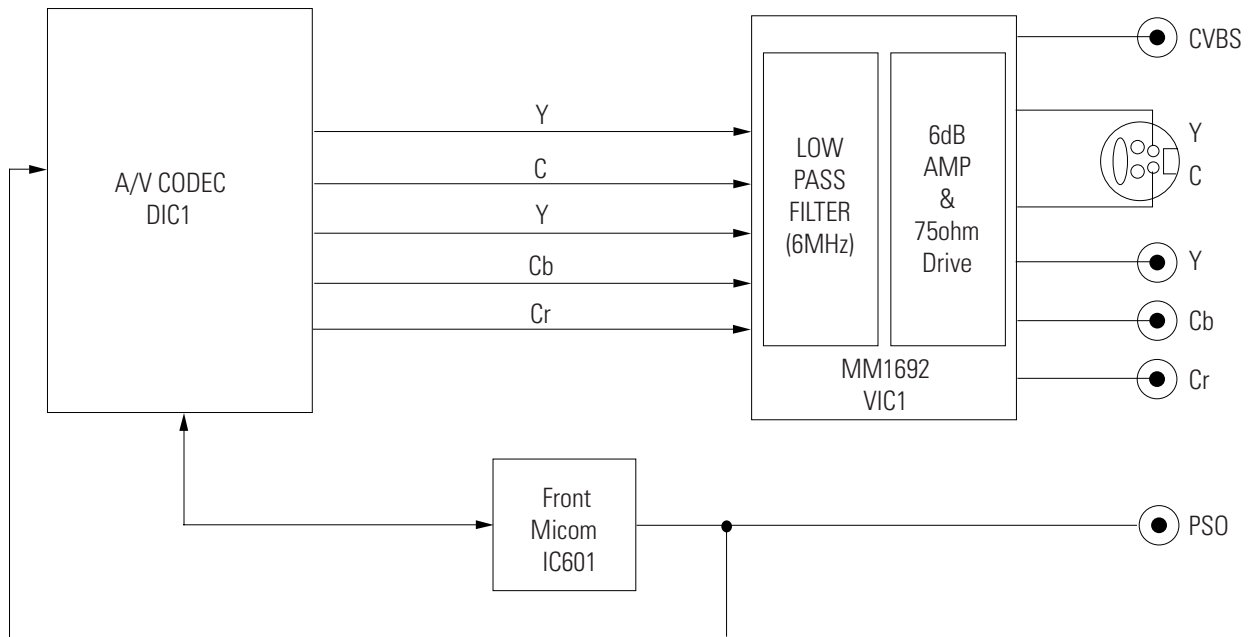 A/V CODEC
DIC1
Y
C
Y
Cb
Cr
LOW
PASS
FILTER
(6MHz)
6dB
AMP
&
75ohm
Drive
MM1692
VIC1
CVBS
Y
C
Y
Cb
Cr
Front
Micom
IC601
PSO